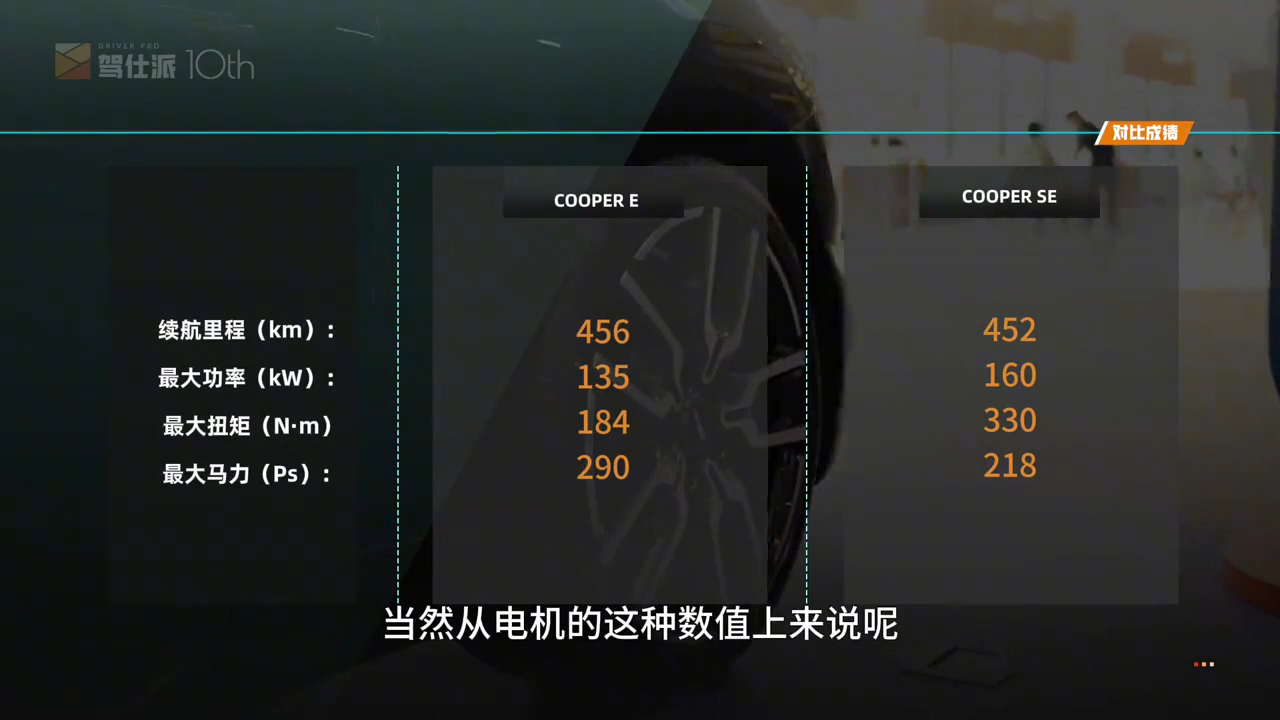 DRIVER PRO
驾仕派 10th
对比成绩
COOPER E
COOPER SE
续航里程（km）： 456 452
最大功率（kW）： 135 160
最大扭矩（N·m） 184 330
最大马力（Ps）： 290 218
当然从电机的这种数值上来说呢